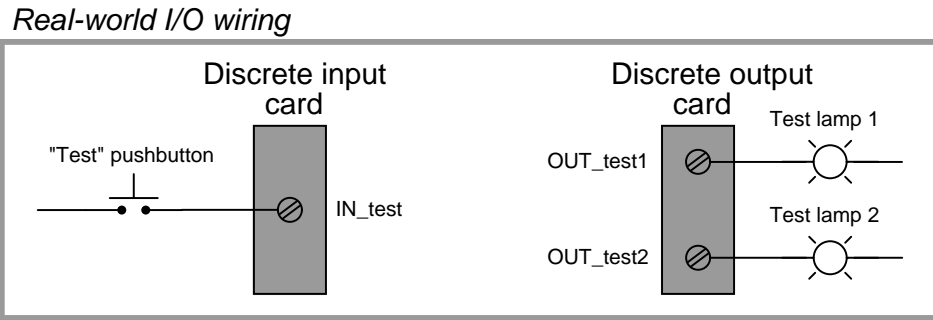 Real-world I/O wiring
Discrete input
card
"Test" pushbutton
IN_test
Discrete output
card
Test lamp 1
OUT_test1
Test lamp 2
OUT_test2